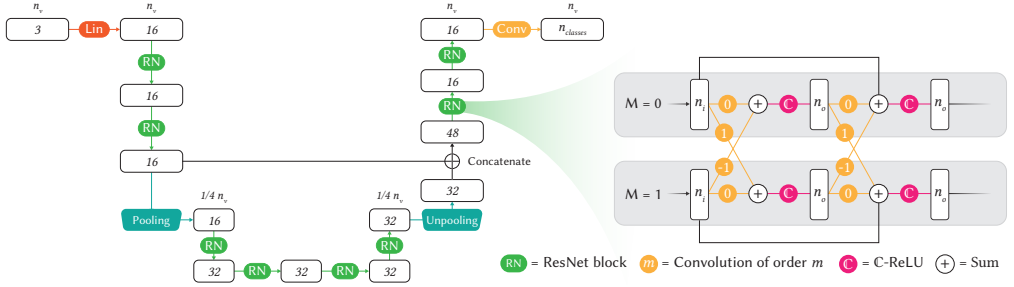 n_v
3
Lin
n_v
16
RN
16
RN
16
Pooling
1/4 n_v
16
RN
32
RN
32
RN
32
RN
1/4 n_v
32
Unpooling
32
Concatenate
48
RN
16
RN
n_v
16
Conv
n_v
n_classes
M = 0
n_i
0
1
ℂ
n_o
0
1
ℂ
n_o
M = 1
n_i
-1
0
ℂ
n_o
-1
0
ℂ
n_o
RN = ResNet block
m = Convolution of order m
ℂ = ℂ-ReLU
+ = Sum